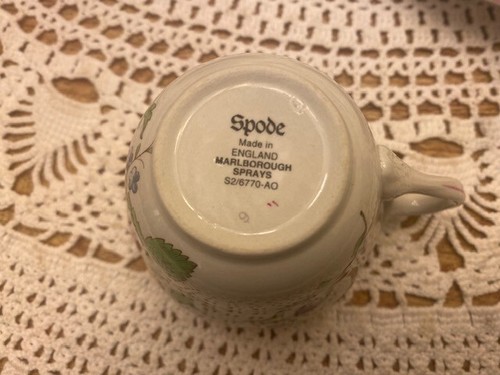 Spode
Made in
ENGLAND
MARLBOROUGH
SPRAYS
S2/6770-AO